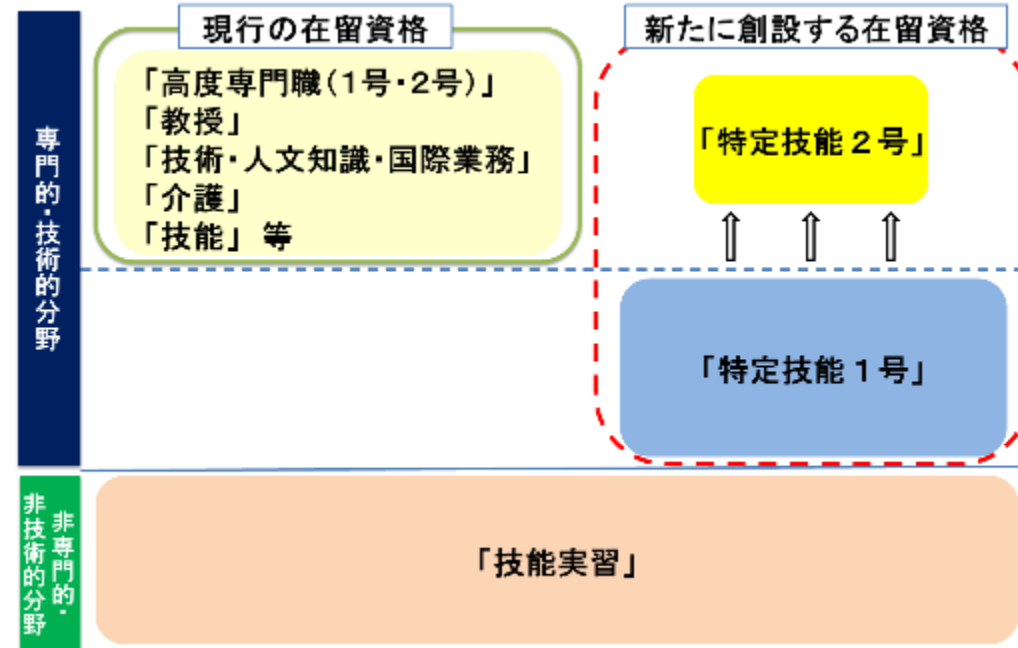 現行の在留資格
新たに創設する在留資格
専門的・技術的分野
「高度専門職(1号・2号)」
「教授」
「技術・人文知識・国際業務」
「介護」
「技能」 等
「特定技能2号」
「特定技能1号」
非専門的・
非技術的分野
「技能実習」